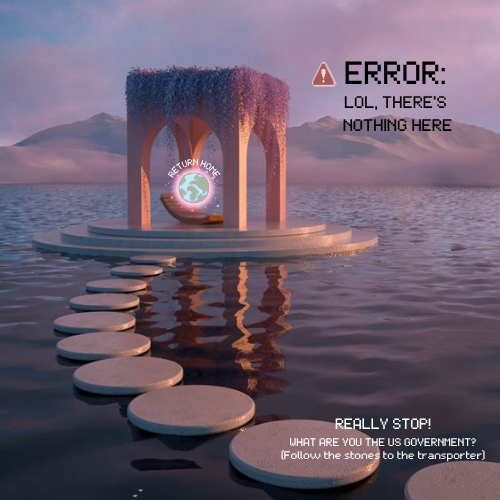 ERROR:
LOL, THERE'S
NOTHING HERE
RETURN HOME
REALLY STOP!
WHAT ARE YOU THE US GOVERNMENT?
(Follow the stones to the transporter)